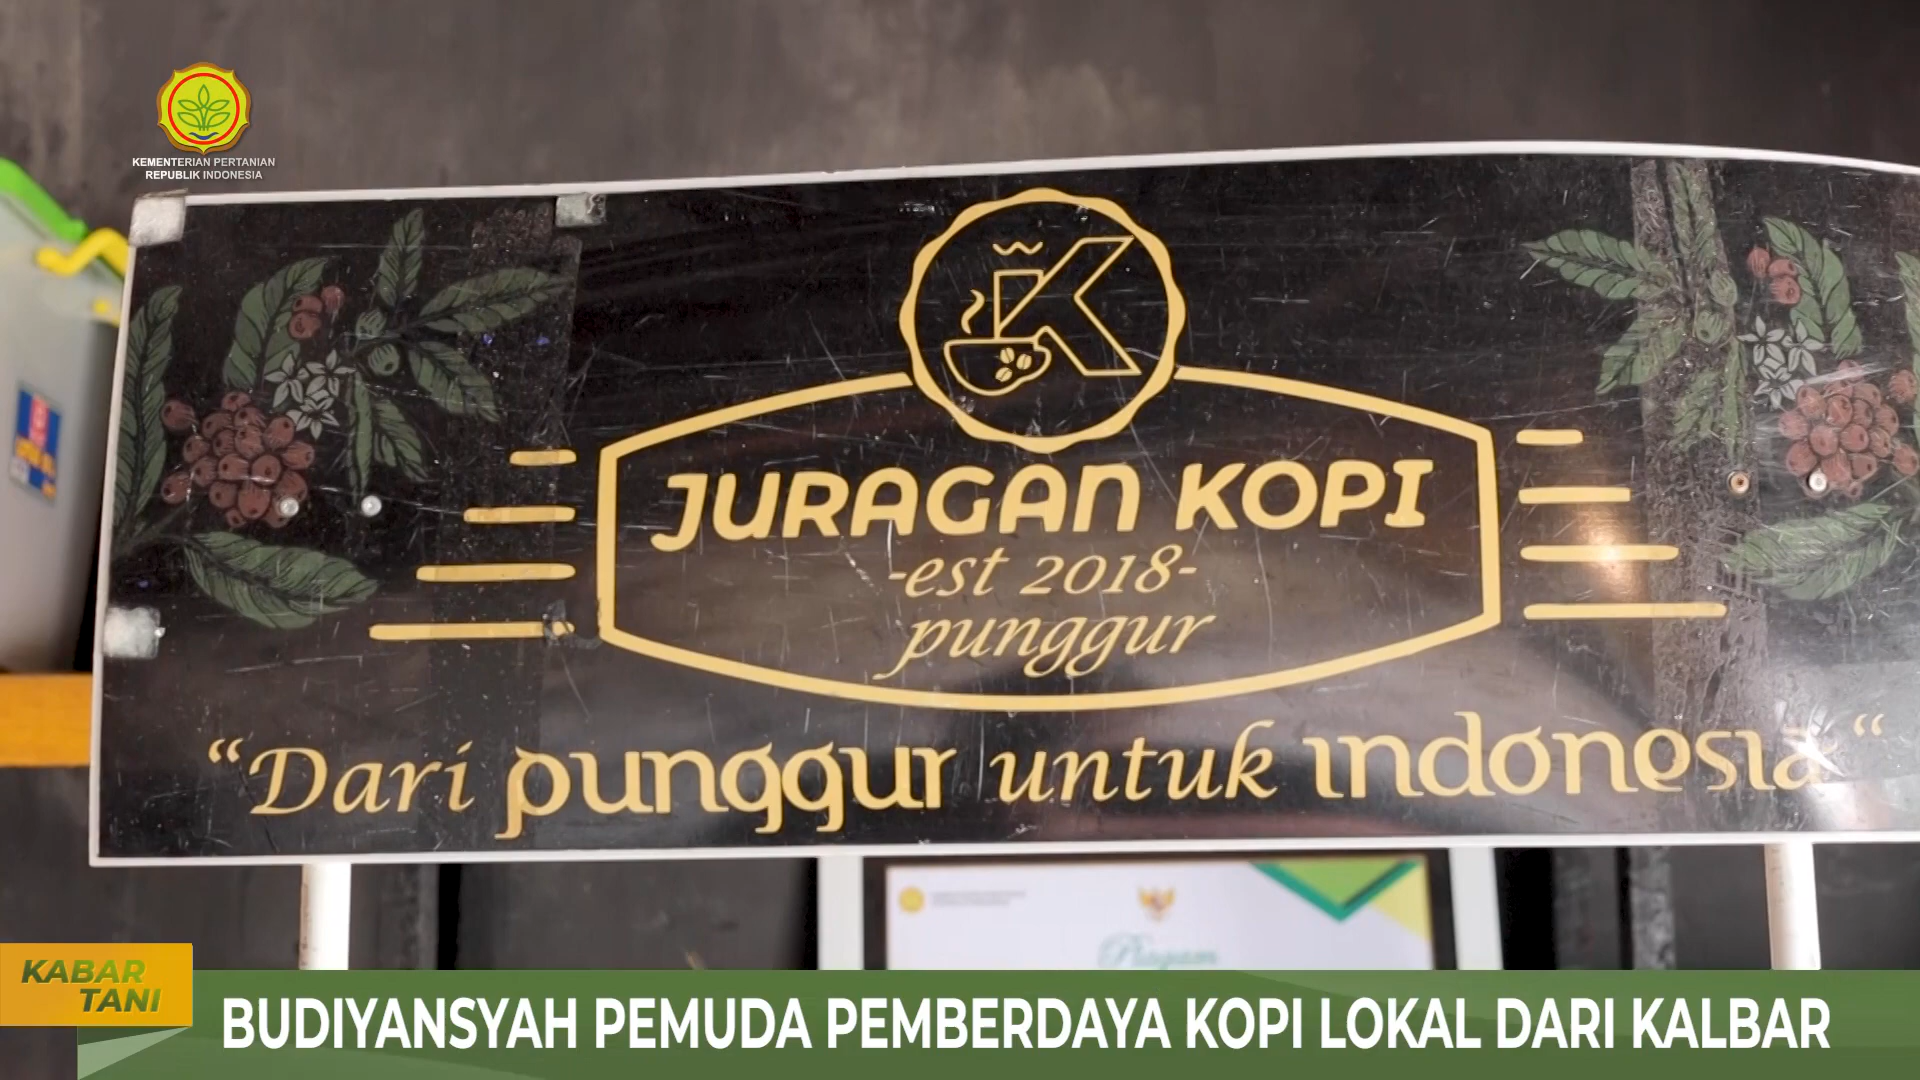 KEMENTERIAN PERTANIAN
REPUBLIK INDONESIA
JURAGAN KOPI
-est 2018-
punggur
“Dari punggur untuk indonesia“
Piagam
KABAR
TANI
BUDIYANSYAH PEMUDA PEMBERDAYA KOPI LOKAL DARI KALBAR